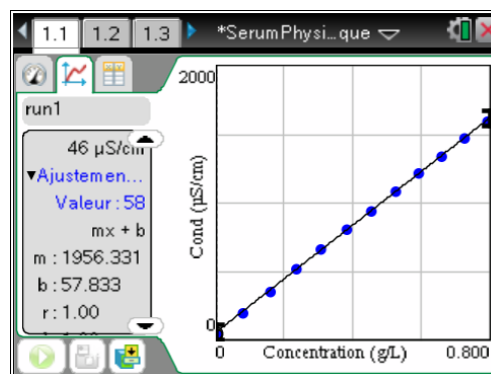 1.1 1.2 1.3 *SerumPhysi...que
run1
46 µS/cm
▾Ajustemen...
Valeur : 58
mx + b
m : 1956.331
b : 57.833
r : 1.00
2000
Cond (µS/cm)
0
0 Concentration (g/L) 0.800